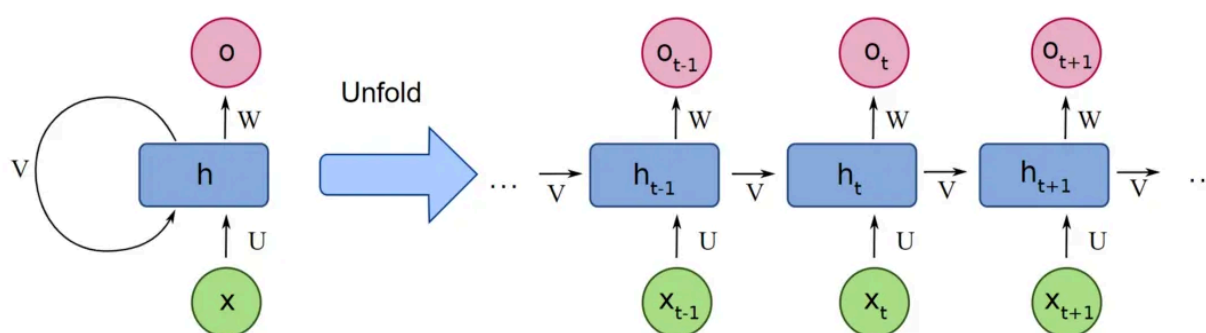 o
Unfold
W
V
h
U
x
o t-1
o t
o t+1
W
W
W
...
V
h t-1
V
h t
V
h t+1
V
..
U
U
U
x t-1
x t
x t+1